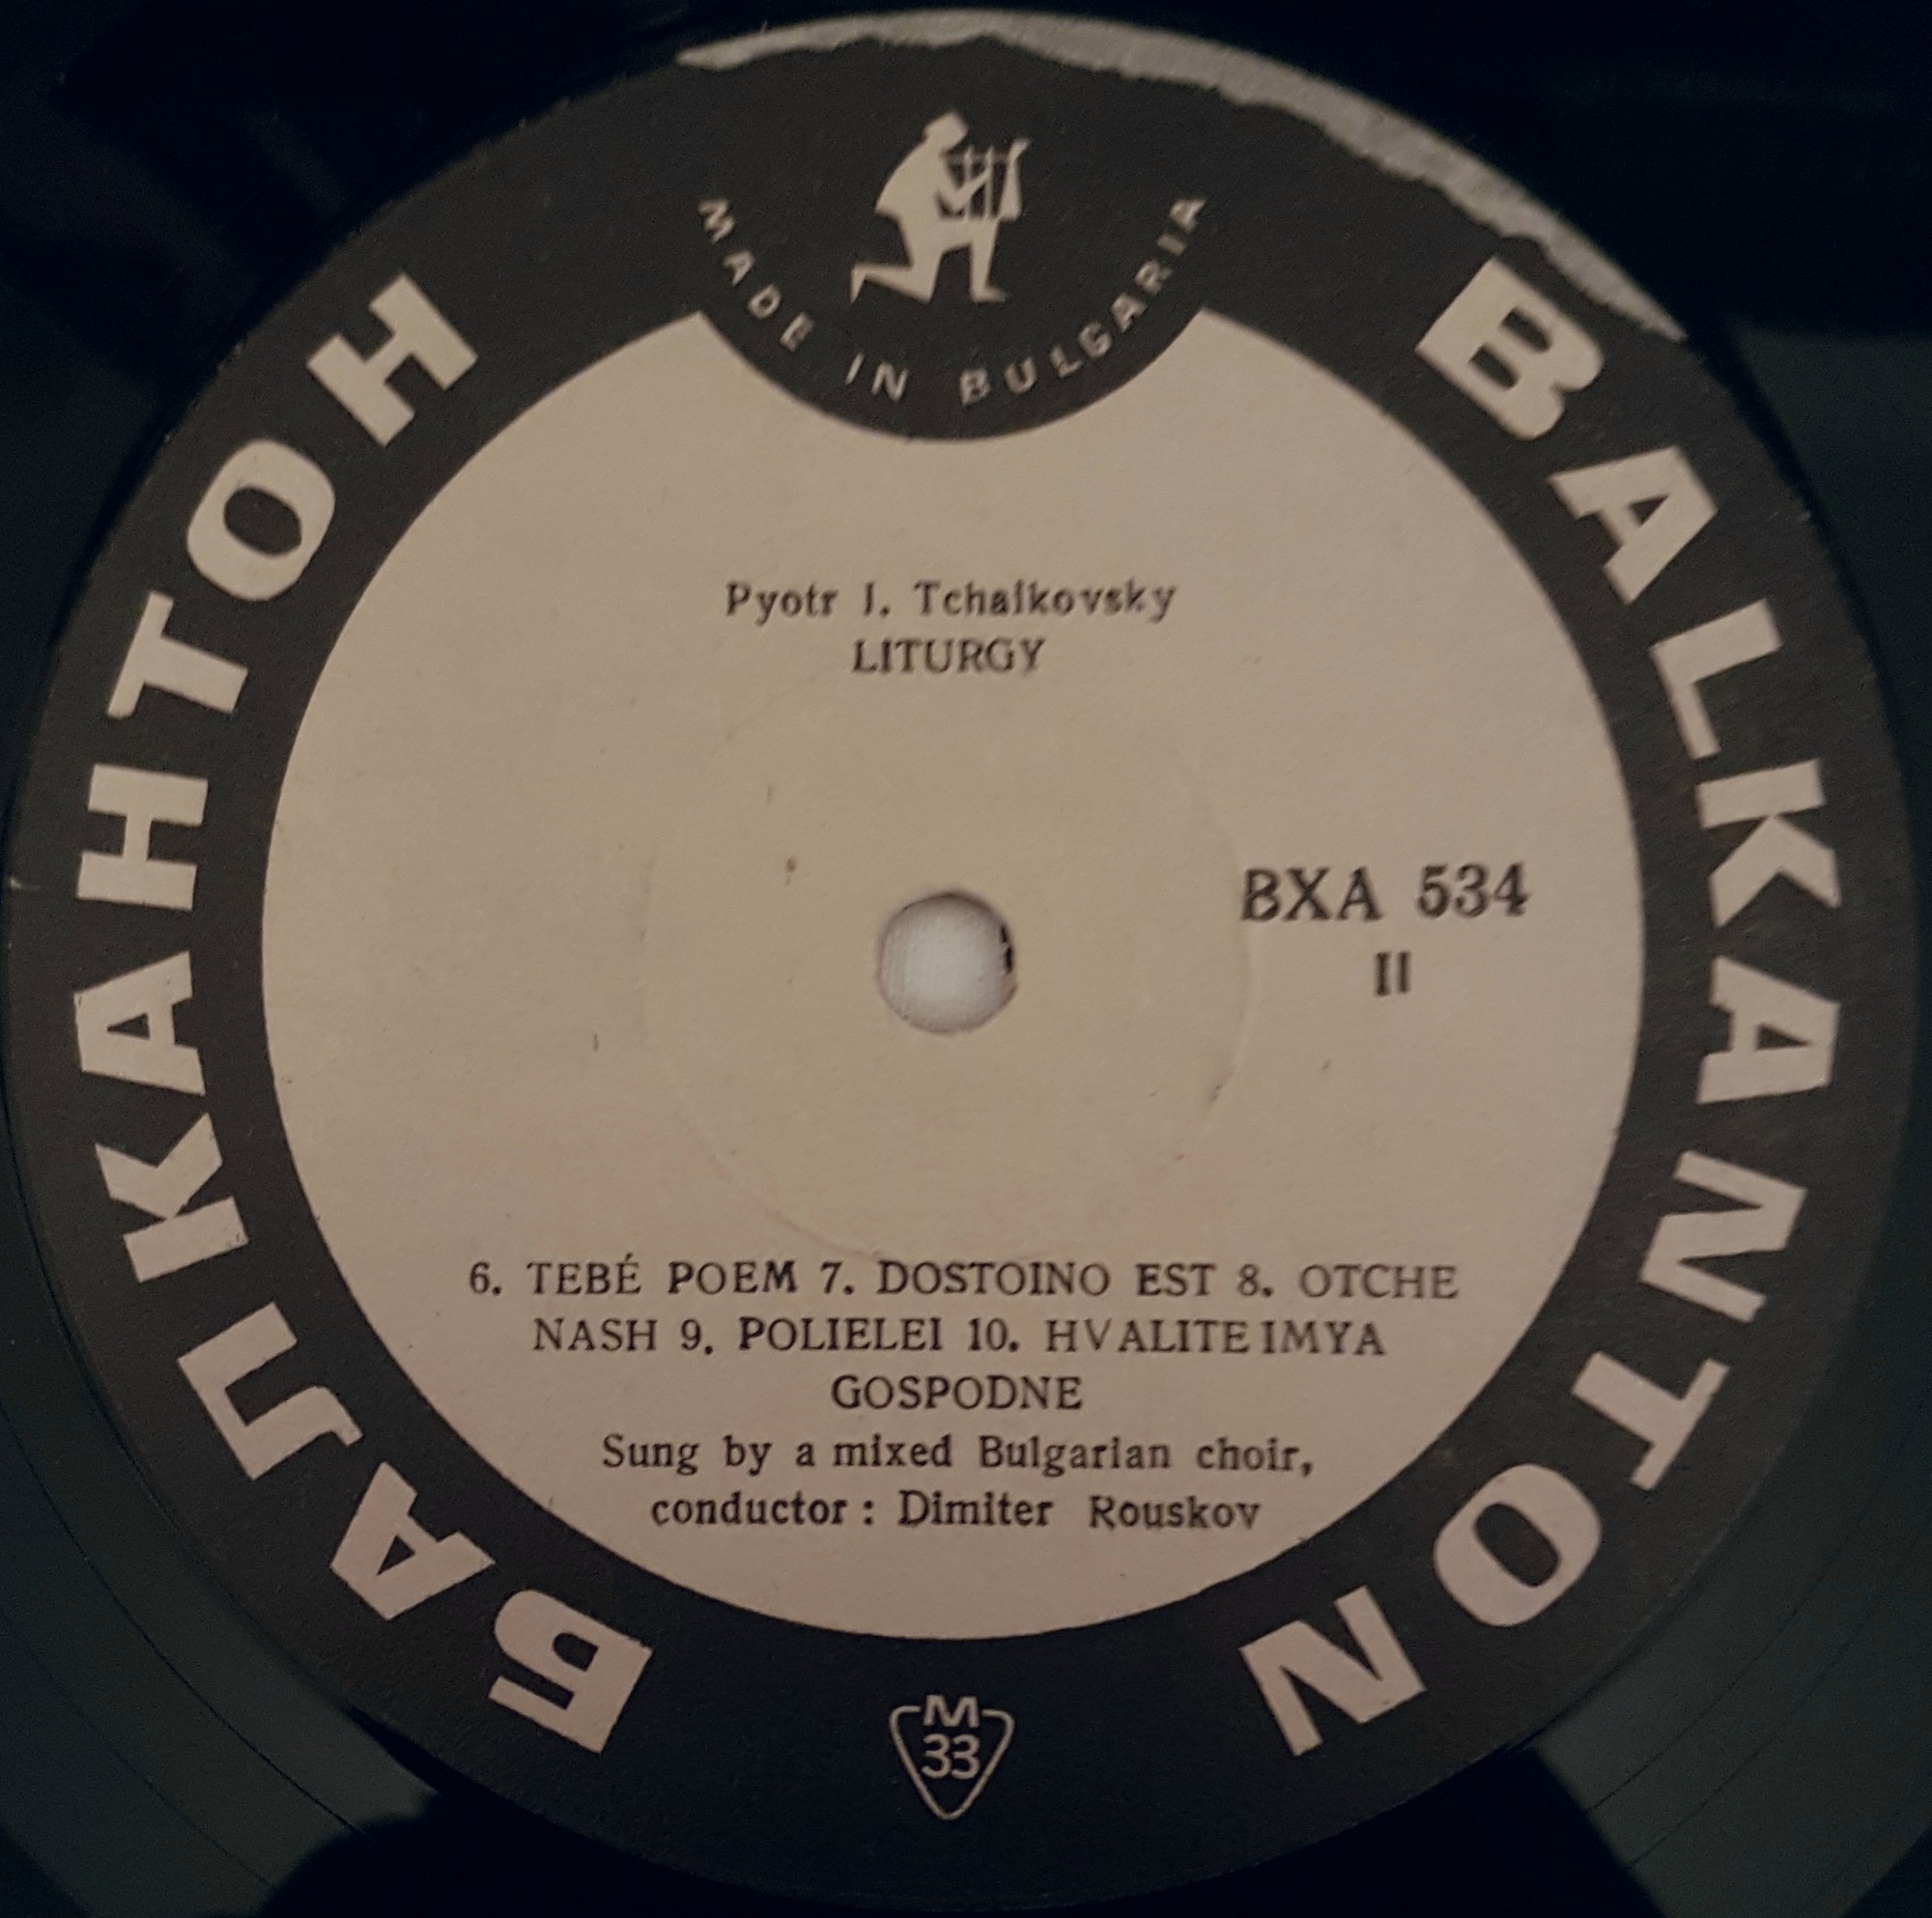 MADE IN BULGARIA
БАЛКАНТОН
BALKANTON
Pyotr I. Tchaikovsky
LITURGY
BXA 534
II
6. TEBÉ POEM 7. DOSTOINO EST 8. OTCHE
NASH 9. POLIELEI 10. HVALITE IMYA
GOSPODNE
Sung by a mixed Bulgarian choir,
conductor : Dimiter Rouskov
M
33